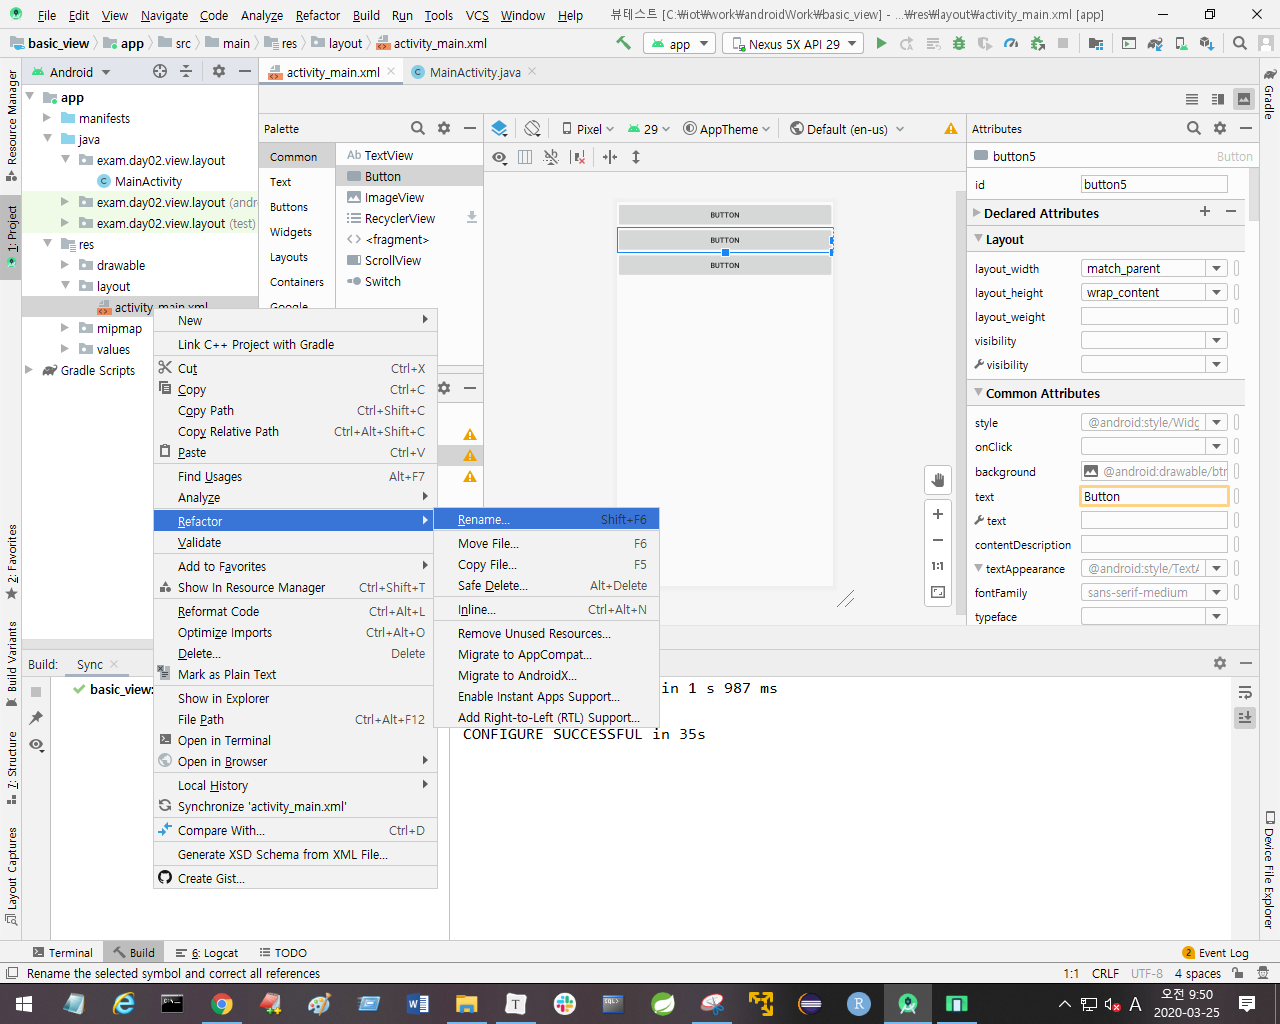 File Edit View Navigate Code Analyze Refactor Build Run Tools VCS Window Help 뷰테스트 [C:₩iot₩work₩androidWork₩basic_view] - ...₩res₩layout₩activity_main.xml [app]
basic_view app src main res layout activity_main.xml app Nexus 5X API 29
Android activity_main.xml MainActivity.java
app
manifests
java
exam.day02.view.layout
MainActivity
exam.day02.view.layout (andr
exam.day02.view.layout (test)
res
drawable
layout
activity_main.xml
mipmap
values
Gradle Scripts
Resource Manager
1: Project
2: Favorites
Build Variants
7: Structure
Layout Captures
Gradle
Device File Explorer
Palette
Common
Text
Buttons
Widgets
Layouts
Containers
Google
Ab TextView
Button
ImageView
RecyclerView
<fragment>
ScrollView
Switch
Pixel 29 AppTheme Default (en-us)
BUTTON
BUTTON
BUTTON
1:1
Attributes
button5 Button
id button5
Declared Attributes
Layout
layout_width match_parent
layout_height wrap_content
layout_weight
visibility
visibility
Common Attributes
style @android:style/Widg
onClick
background @android:drawable/btr
text Button
text
contentDescription
textAppearance @android:style/TextA
fontFamily sans-serif-medium
typeface
New
Link C++ Project with Gradle
Cut Ctrl+X
Copy Ctrl+C
Copy Path Ctrl+Shift+C
Copy Relative Path Ctrl+Alt+Shift+C
Paste Ctrl+V
Find Usages Alt+F7
Analyze
Refactor
Validate
Add to Favorites
Show In Resource Manager Ctrl+Shift+T
Reformat Code Ctrl+Alt+L
Optimize Imports Ctrl+Alt+O
Delete... Delete
Mark as Plain Text
Show in Explorer
File Path Ctrl+Alt+F12
Open in Terminal
Open in Browser
Local History
Synchronize 'activity_main.xml'
Compare With... Ctrl+D
Generate XSD Schema from XML File...
Create Gist...
Rename... Shift+F6
Move File... F6
Copy File... F5
Safe Delete... Alt+Delete
Inline... Ctrl+Alt+N
Remove Unused Resources...
Migrate to AppCompat...
Migrate to AndroidX...
Enable Instant Apps Support...
Add Right-to-Left (RTL) Support...
Build: Sync
basic_view:
in 1 s 987 ms
CONFIGURE SUCCESSFUL in 35s
Terminal Build 6: Logcat TODO 2 Event Log
Rename the selected symbol and correct all references 1:1 CRLF UTF-8 4 spaces
A 오전 9:50
2020-03-25